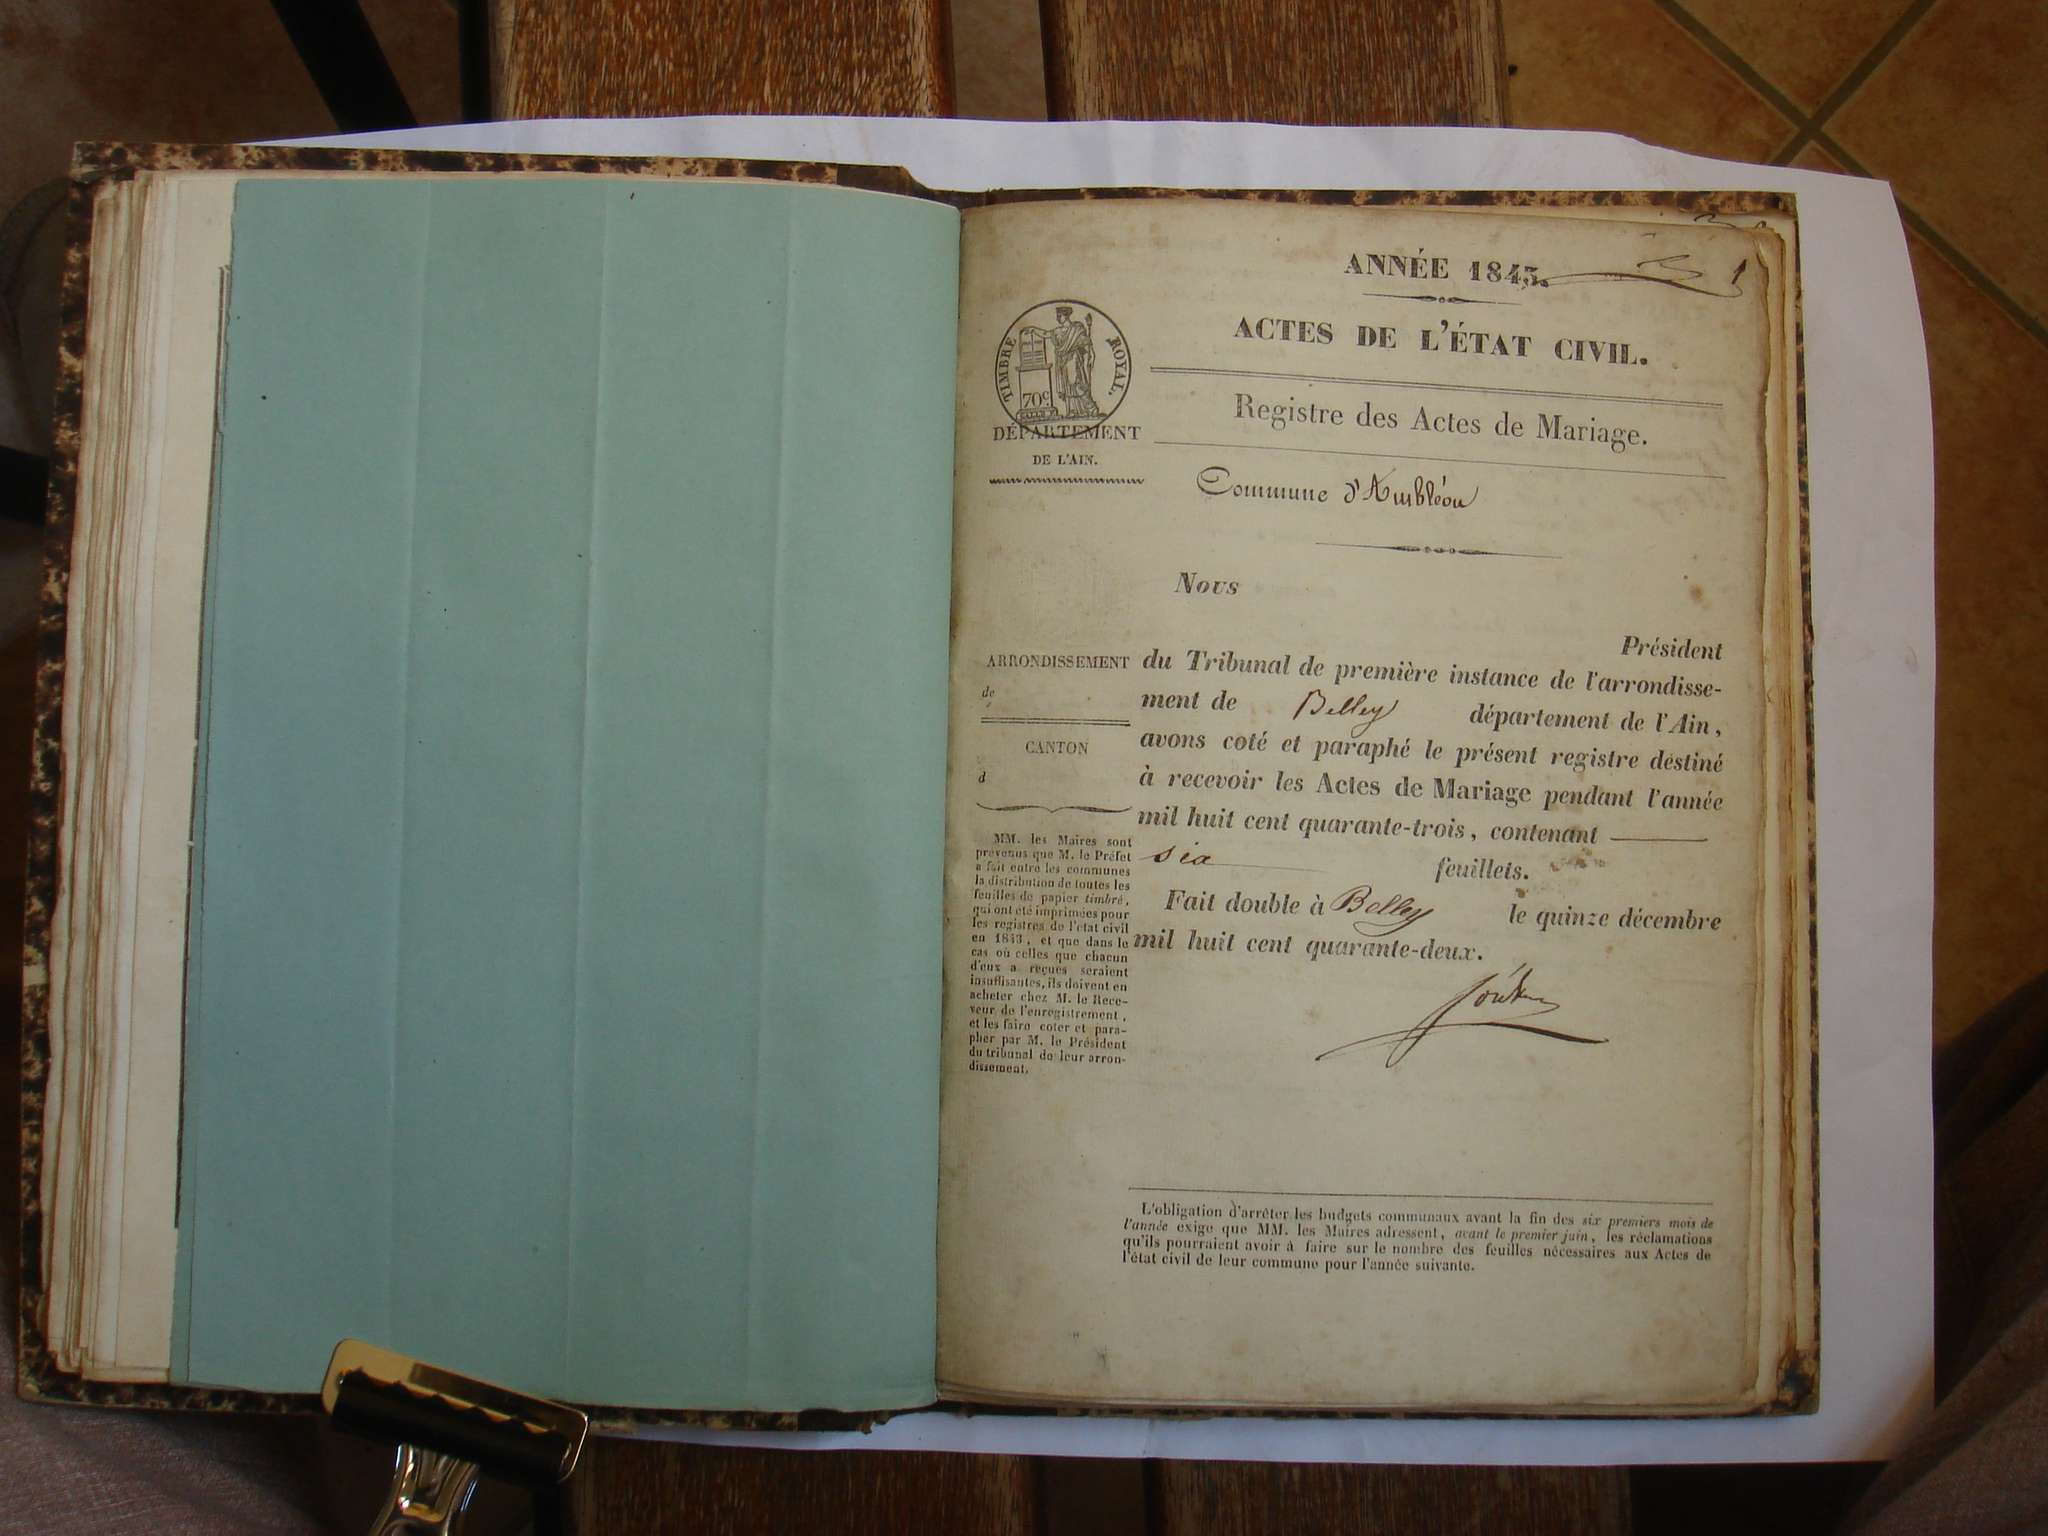 ANNÉE 1843. 1
ACTES DE L'ÉTAT CIVIL.
TIMBRE ROYAL.
70c.
DÉPARTEMENT
DE L'AIN.
Registre des Actes de Mariage.
Commune d'Ambléon
Nous
Président
du Tribunal de première instance de l'arrondisse-
ment de Belley département de l'Ain,
avons coté et paraphé le présent registre destiné
à recevoir les Actes de Mariage pendant l'année
mil huit cent quarante-trois, contenant
six feuillets.
Fait double à Belley le quinze décembre
mil huit cent quarante-deux.
ARRONDISSEMENT
de
CANTON
d
MM. les Maires sont
prévenus que M. le Préfet
a fait entre les communes
la distribution de toutes les
feuilles de papier timbré,
qui ont été imprimées pour
les registres de l'état civil
en 1843, et que dans le
cas où celles que chacun
d'eux a reçues seraient
insuffisantes, ils doivent en
acheter chez M. le Rece-
veur de l'enregistrement,
et les faire coter et para-
pher par M. le Président
du tribunal de leur arron-
dissement.
L'obligation d'arrêter les budgets communaux avant la fin des six premiers mois de
l'année exige que MM. les Maires adressent, avant le premier juin, les réclamations
qu'ils pourraient avoir à faire sur le nombre des feuilles nécessaires aux Actes de
l'état civil de leur commune pour l'année suivante.